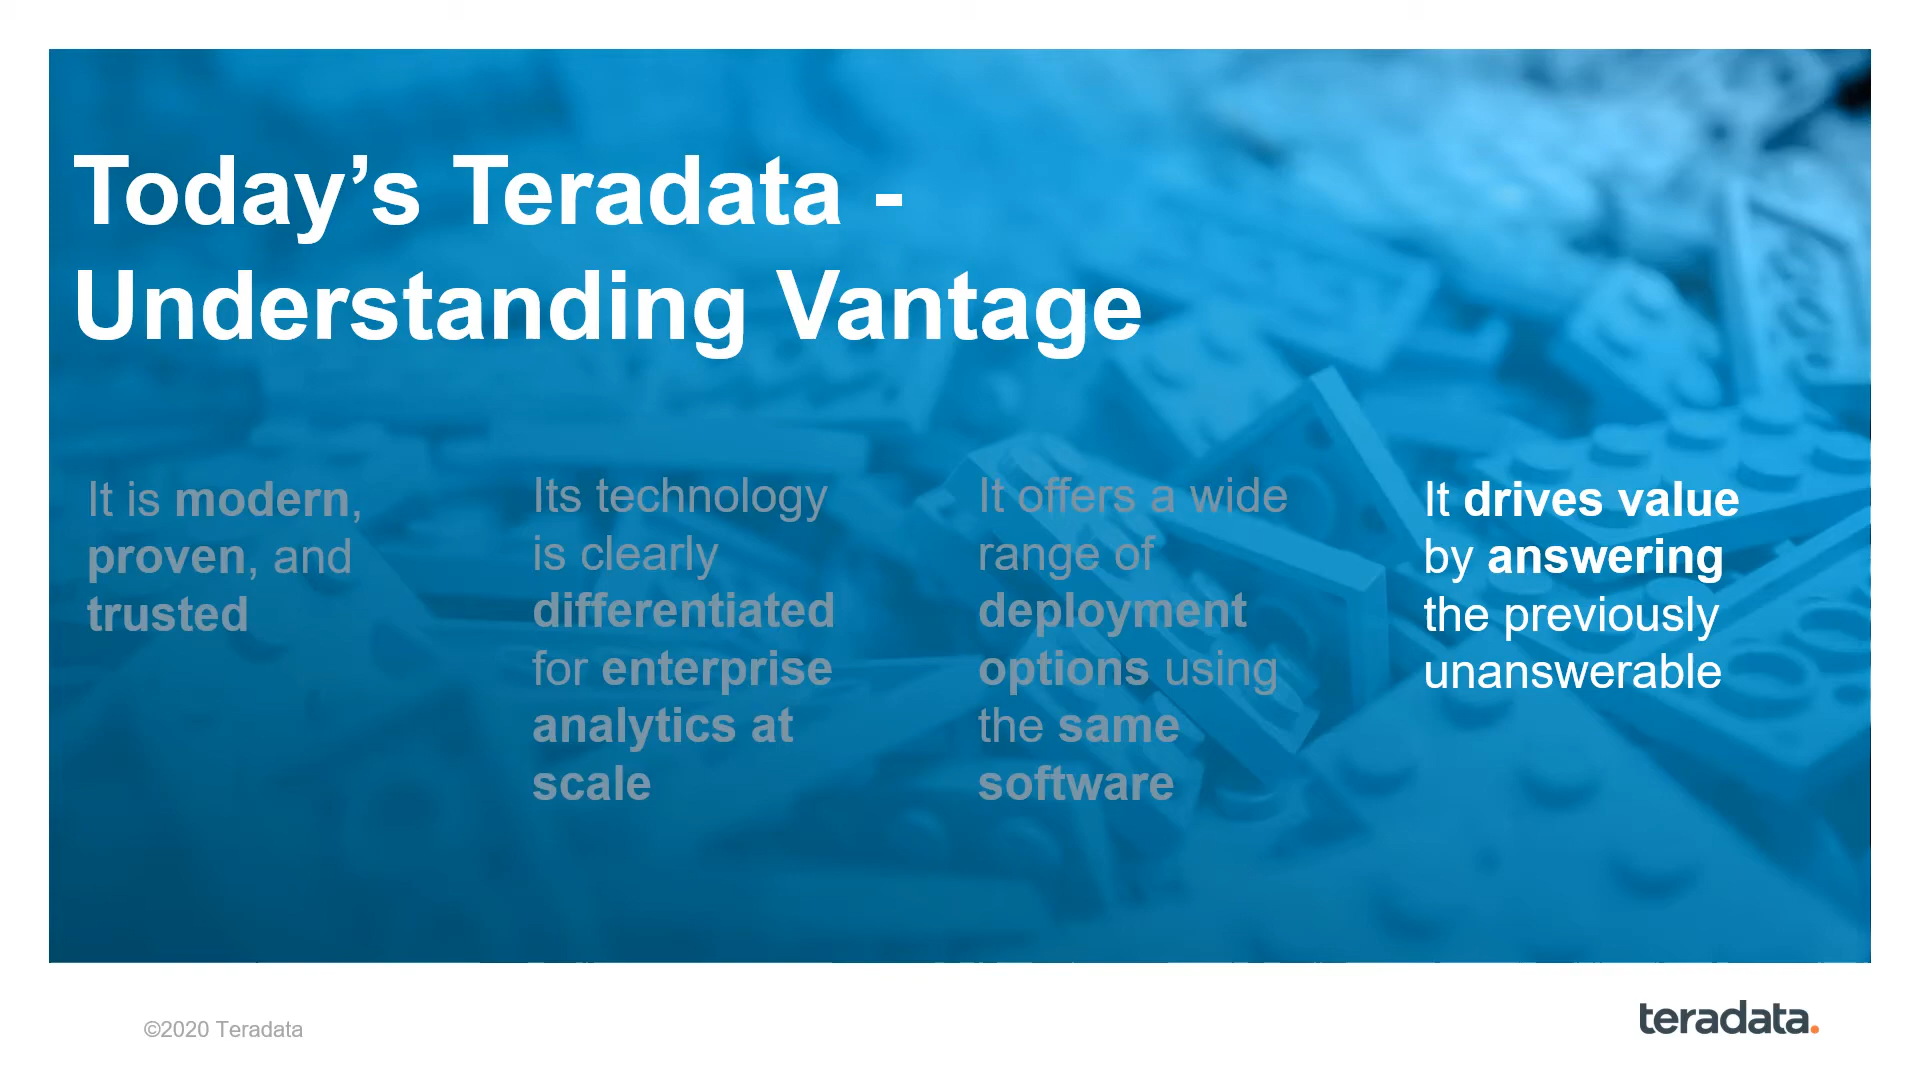 Today’s Teradata -
Understanding Vantage
It is modern,
proven, and
trusted
Its technology
is clearly
differentiated
for enterprise
analytics at
scale
It offers a wide
range of
deployment
options using
the same
software
It drives value
by answering
the previously
unanswerable
©2020 Teradata
teradata.